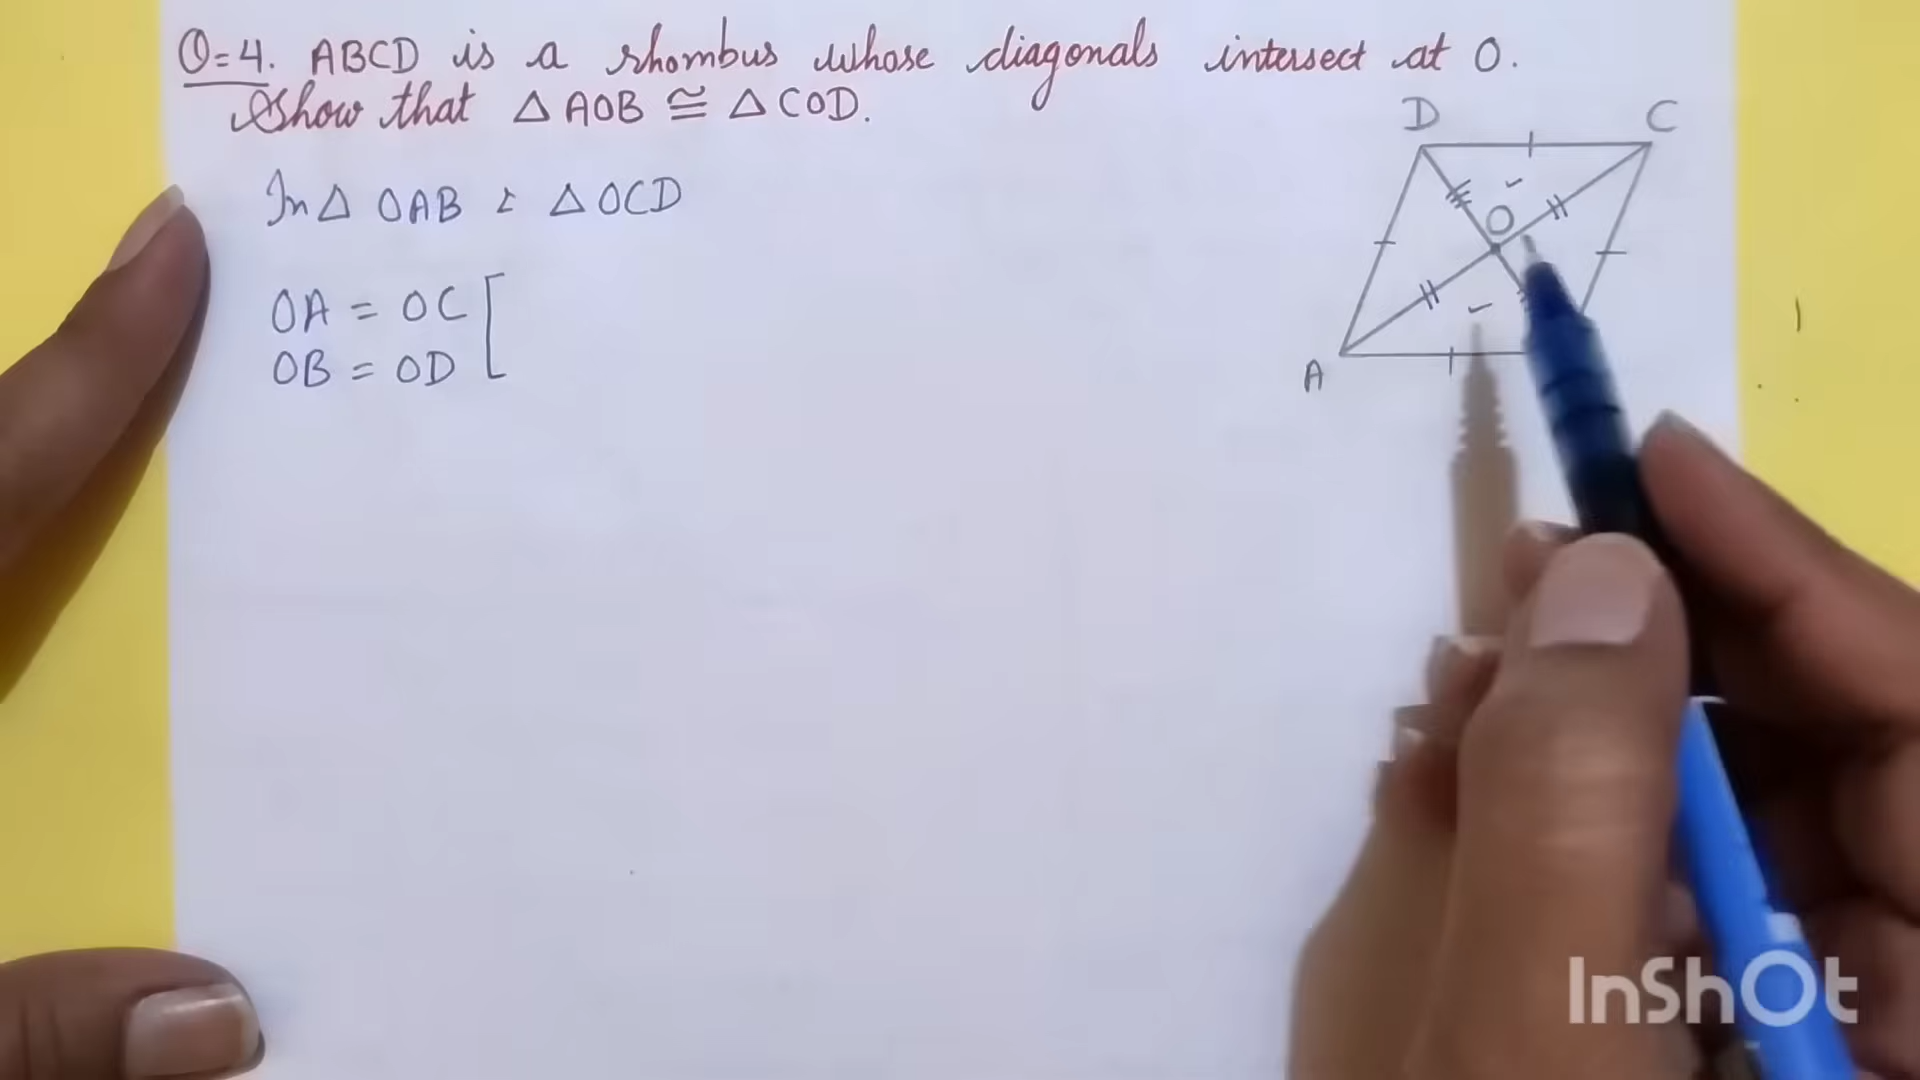 Q=4. ABCD is a rhombus whose diagonals intersect at O.
Show that △AOB ≅ △COD.
D C
In △ OAB & △ OCD
O
OA = OC [
OB = OD
A
InShOt